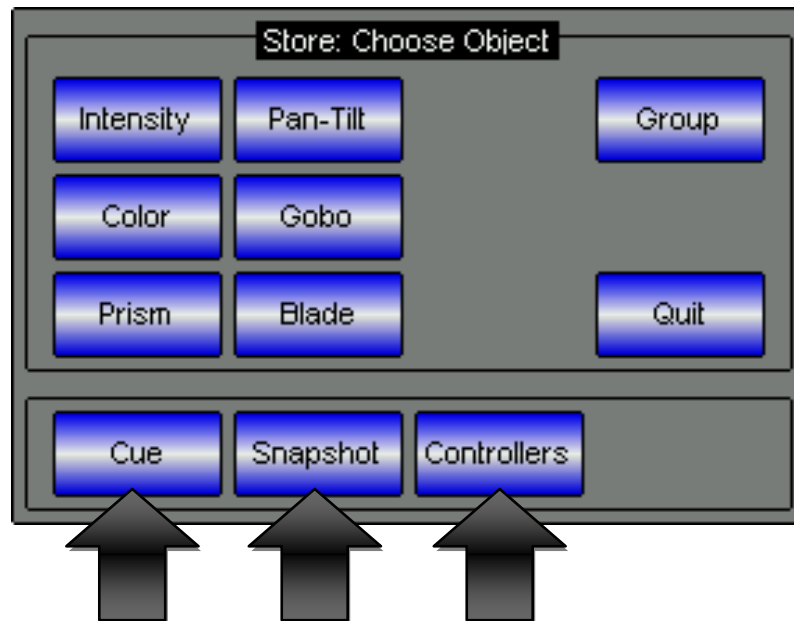 Store: Choose Object
Intensity Pan-Tilt Group
Color Gobo
Prism Blade Quit
Cue Snapshot Controllers